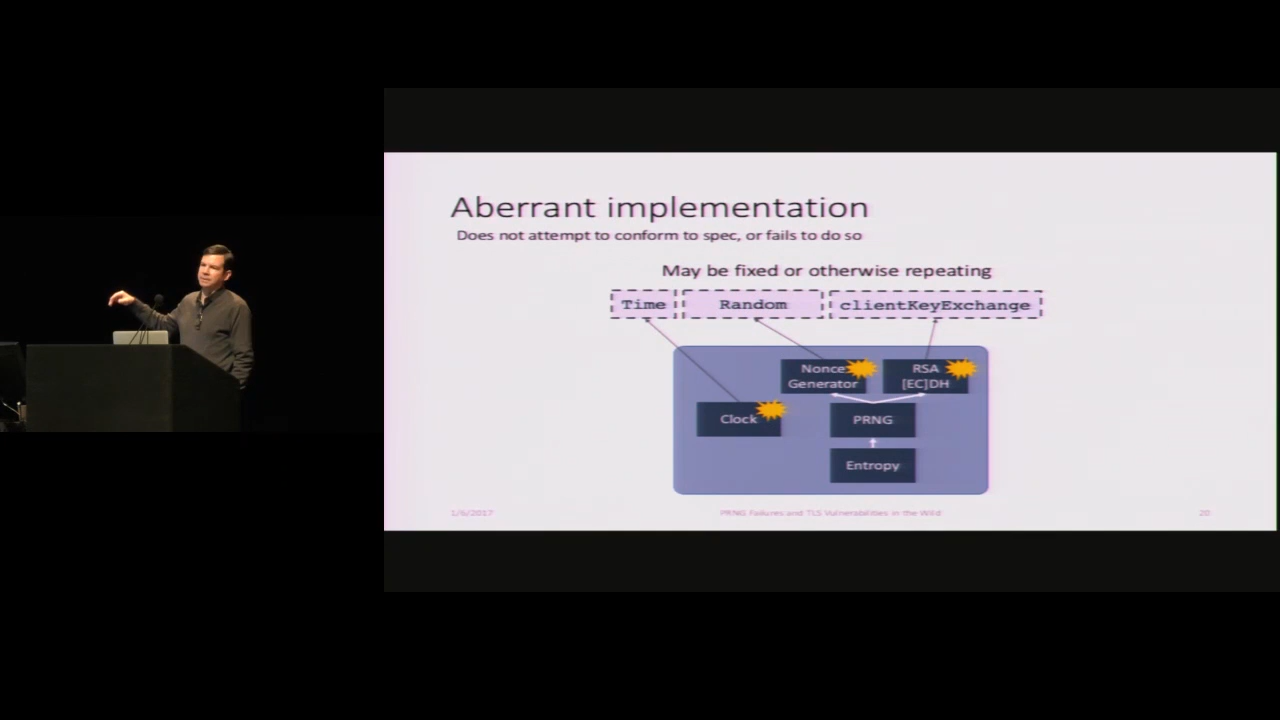 Aberrant implementation
Does not attempt to conform to spec, or fails to do so
May be fixed or otherwise repeating
Time Random clientKeyExchange
Nonce
Generator
RSA
[EC]DH
Clock
PRNG
Entropy
1/6/2017 PRNG Failures and TLS Vulnerabilities in the Wild 20